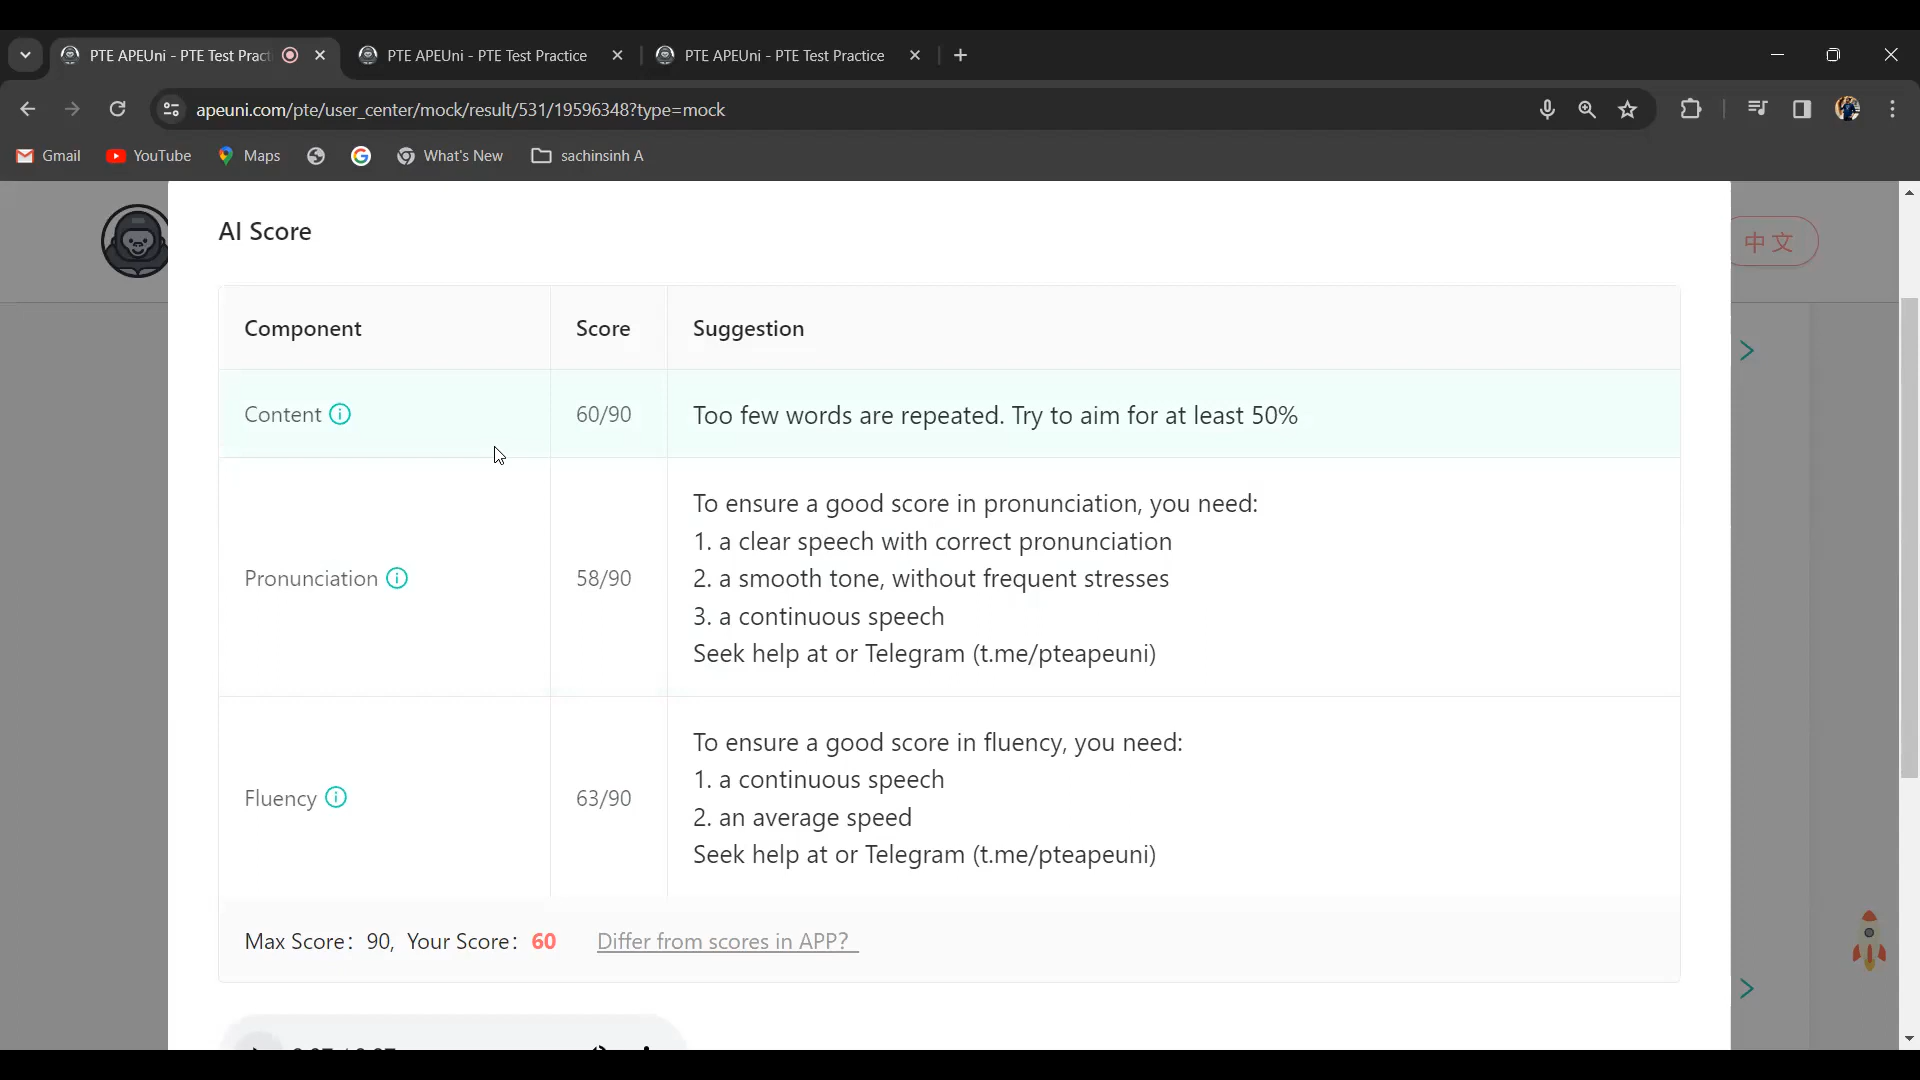 PTE APEUni - PTE Test Practi
PTE APEUni - PTE Test Practice
PTE APEUni - PTE Test Practice
apeuni.com/pte/user_center/mock/result/531/19596348?type=mock
Gmail
YouTube
Maps
What's New
sachinsinh A
AI Score
中文
Component Score Suggestion
Content 60/90 Too few words are repeated. Try to aim for at least 50%
To ensure a good score in pronunciation, you need:
1. a clear speech with correct pronunciation
Pronunciation 58/90 2. a smooth tone, without frequent stresses
3. a continuous speech
Seek help at or Telegram (t.me/pteapeuni)
To ensure a good score in fluency, you need:
1. a continuous speech
Fluency 63/90 2. an average speed
Seek help at or Telegram (t.me/pteapeuni)
Max Score: 90, Your Score: 60 Differ from scores in APP?